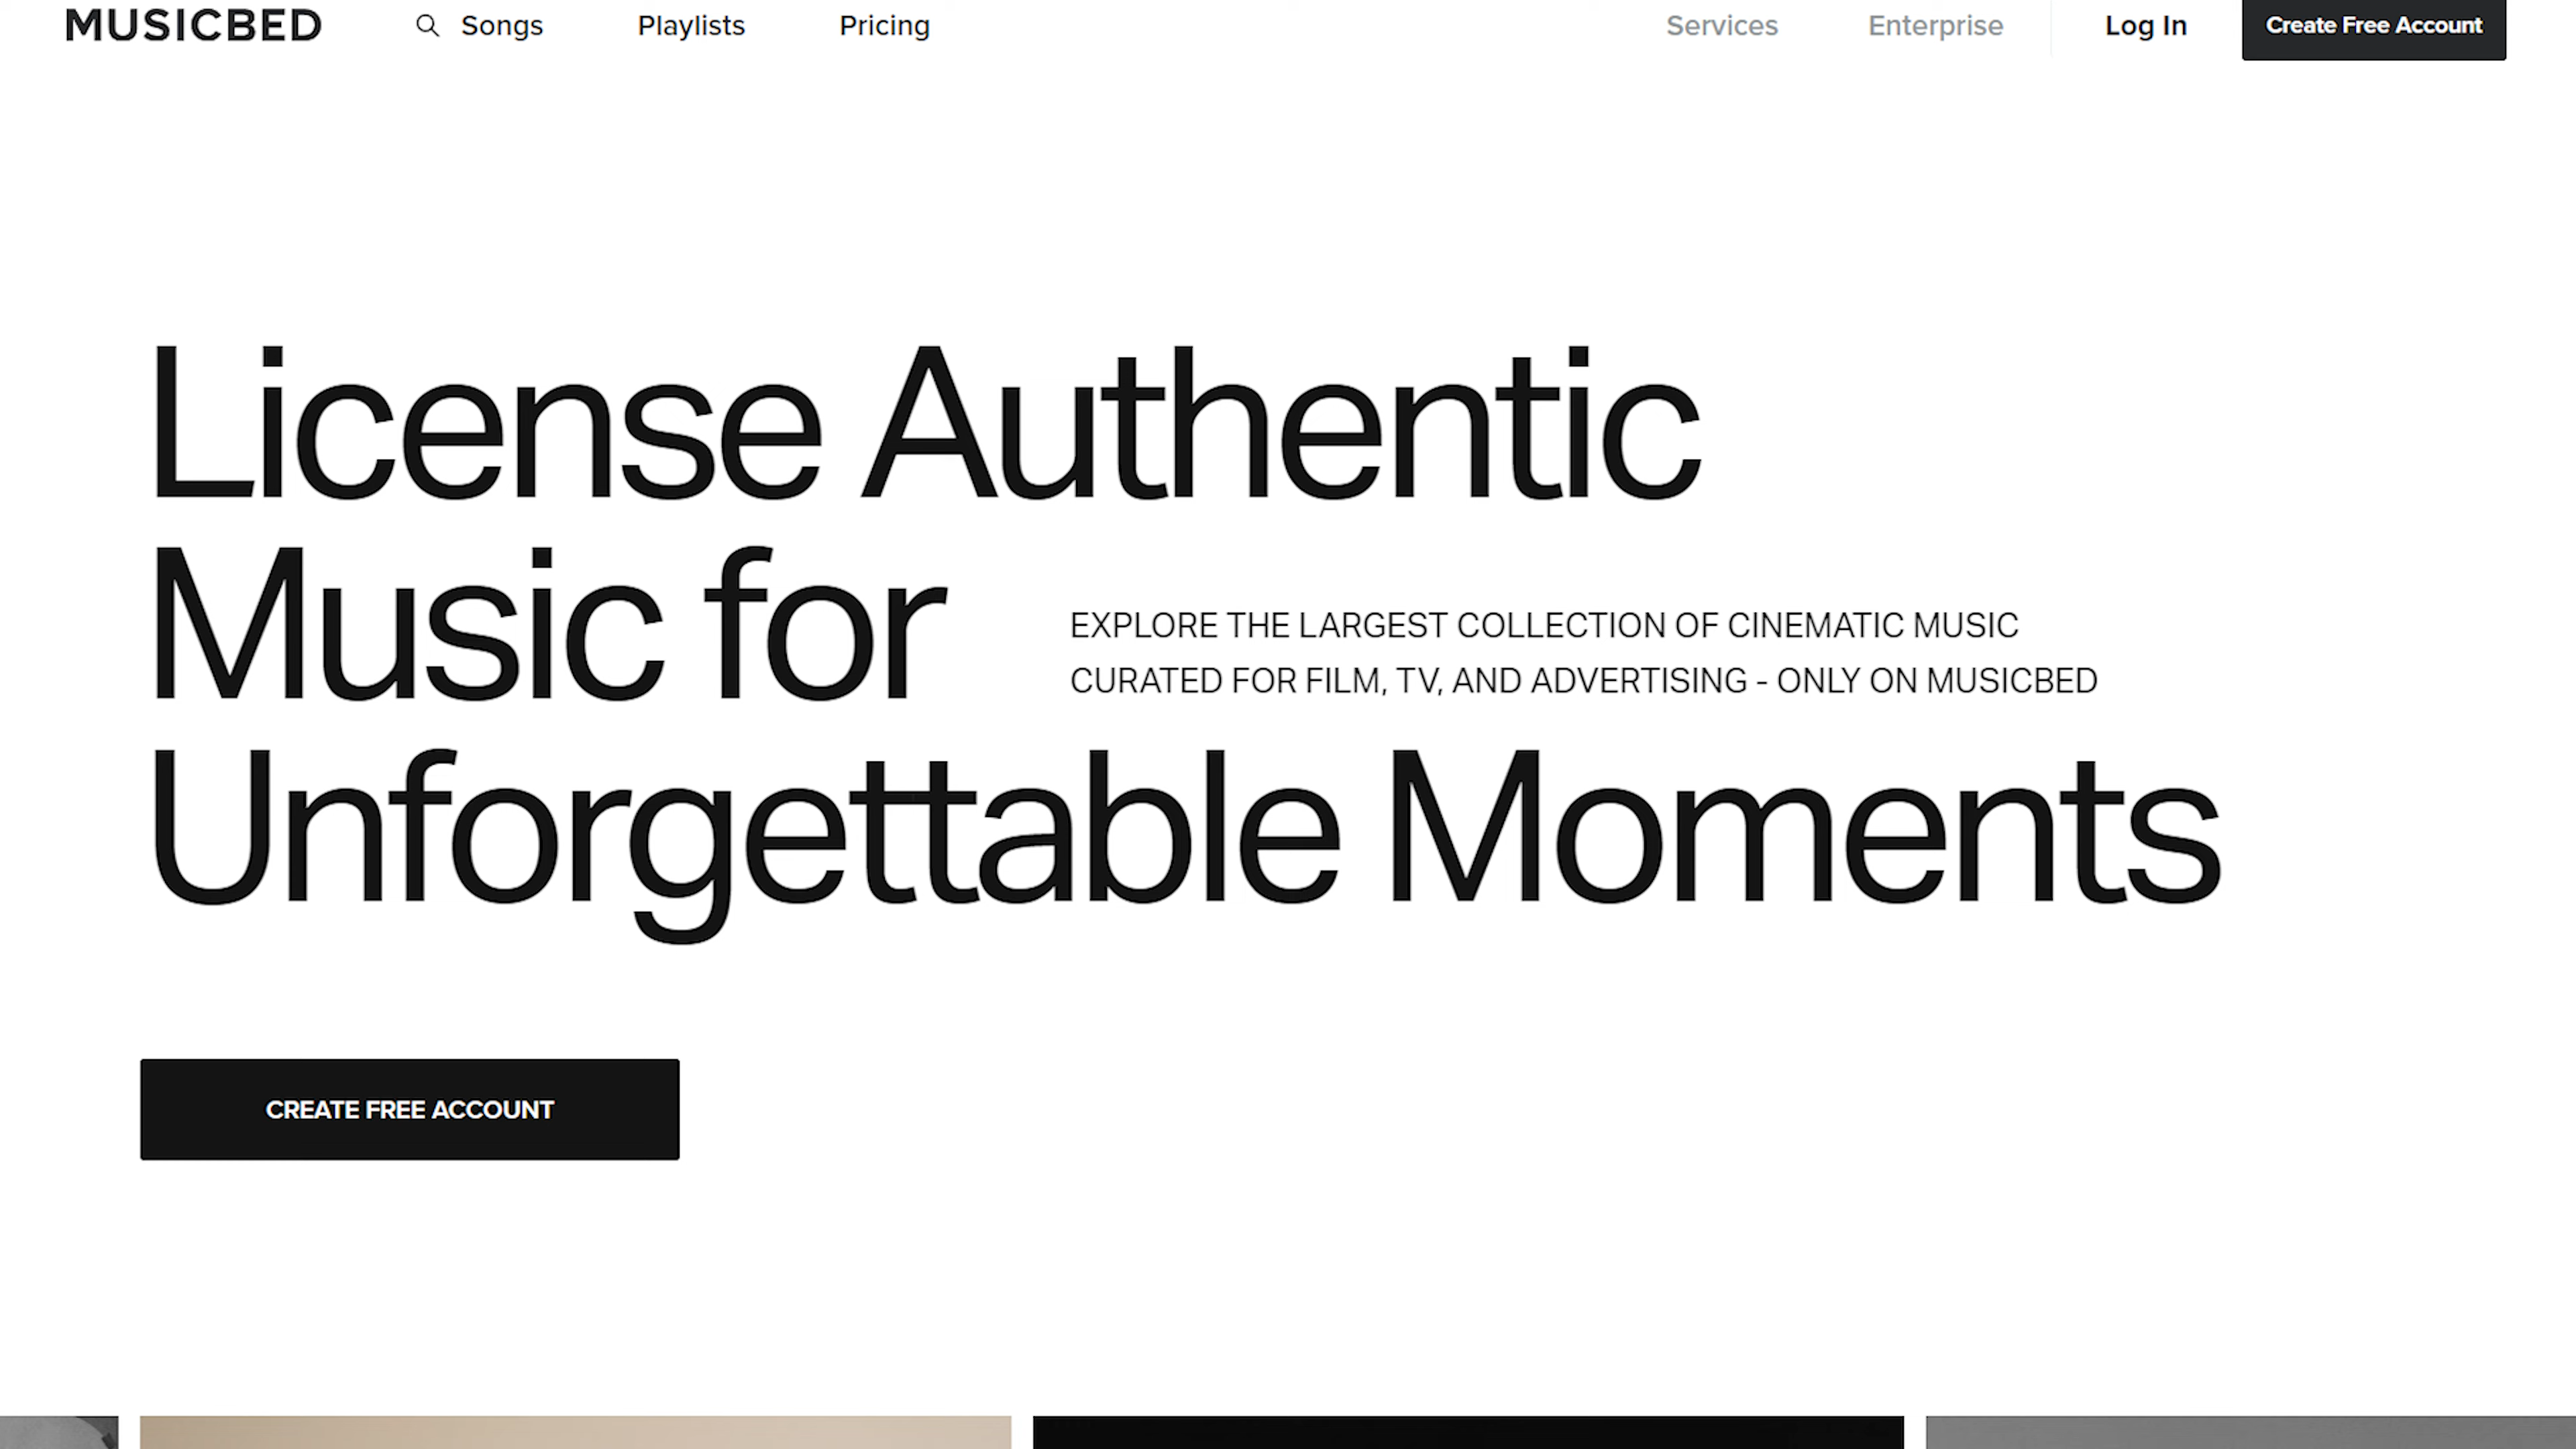 MUSICBED
Songs
Playlists
Pricing
Services
Enterprise
Log In
Create Free Account
License Authentic
Music for
EXPLORE THE LARGEST COLLECTION OF CINEMATIC MUSIC
CURATED FOR FILM, TV, AND ADVERTISING - ONLY ON MUSICBED
Unforgettable Moments
CREATE FREE ACCOUNT